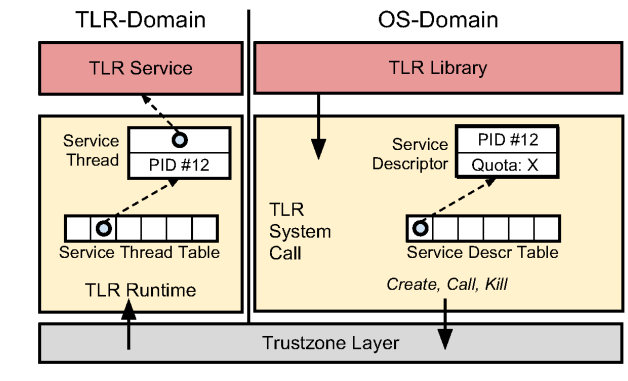 TLR-Domain
OS-Domain
TLR Service
TLR Library
Service
Thread
PID #12
Service Thread Table
TLR Runtime
Service
Descriptor
PID #12
Quota: X
TLR
System
Call
Service Descr Table
Create, Call, Kill
Trustzone Layer